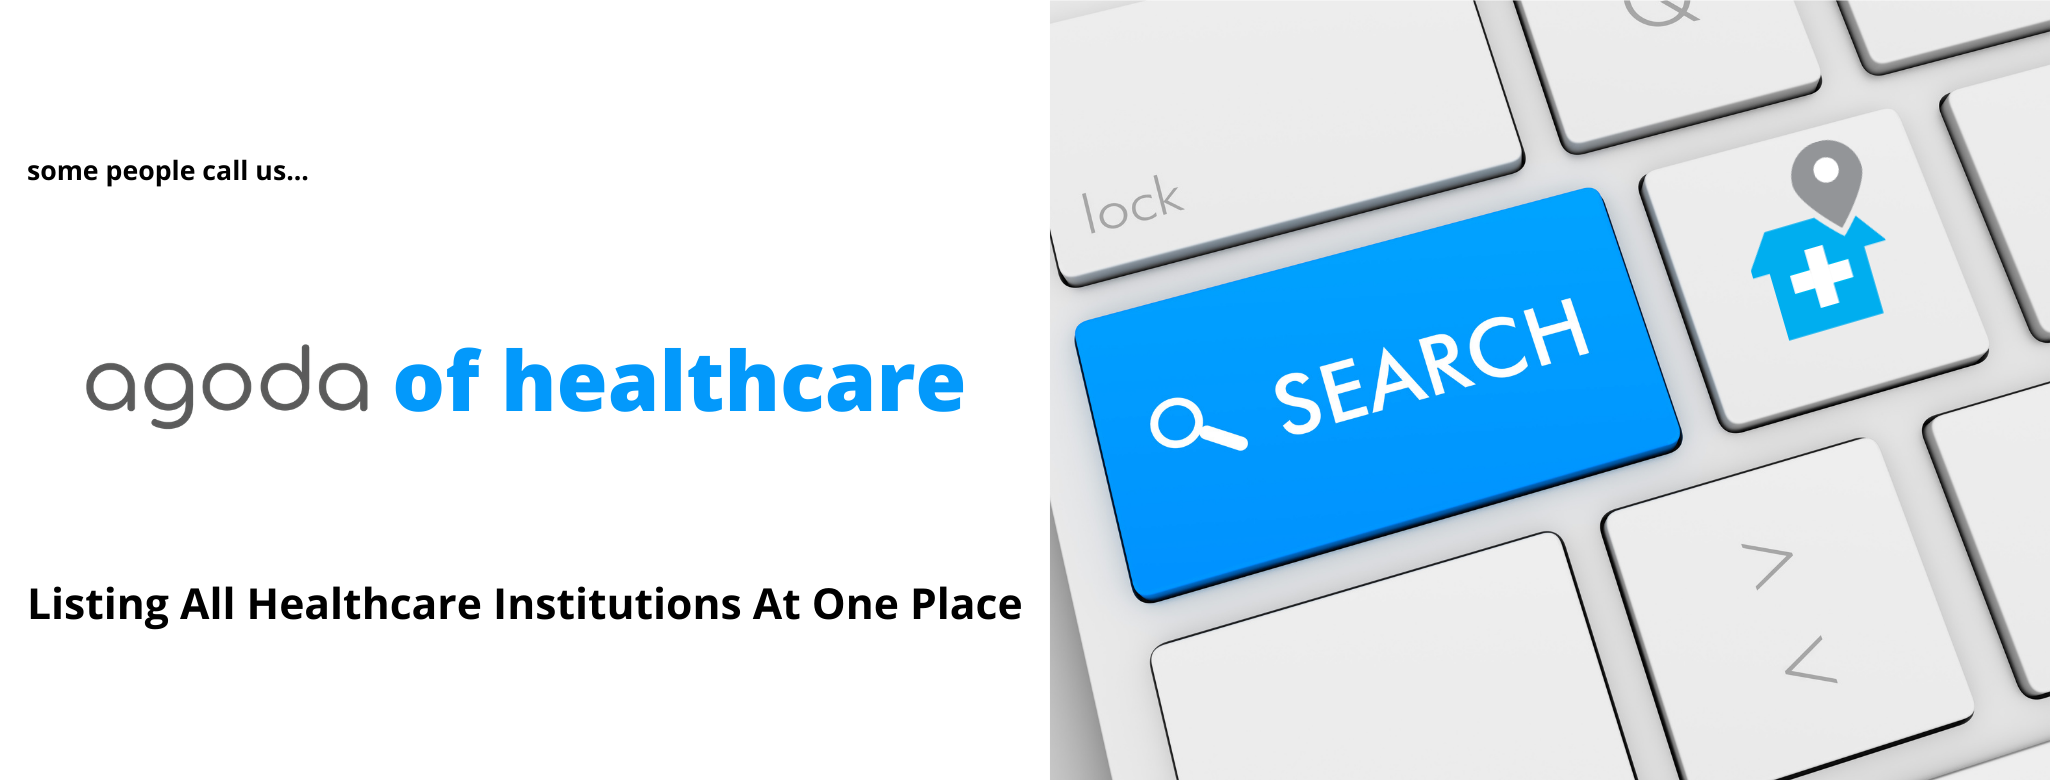 some people call us...
agoda of healthcare
Listing All Healthcare Institutions At One Place
Q
lock
SEARCH
>
<